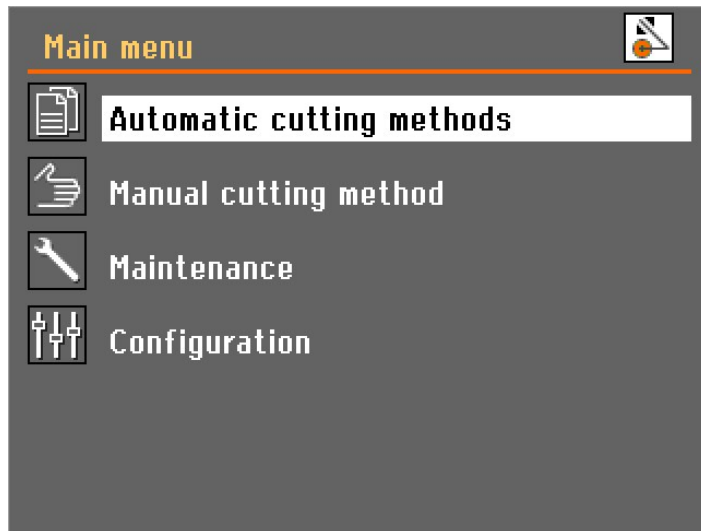 Main menu
Automatic cutting methods
Manual cutting method
Maintenance
Configuration